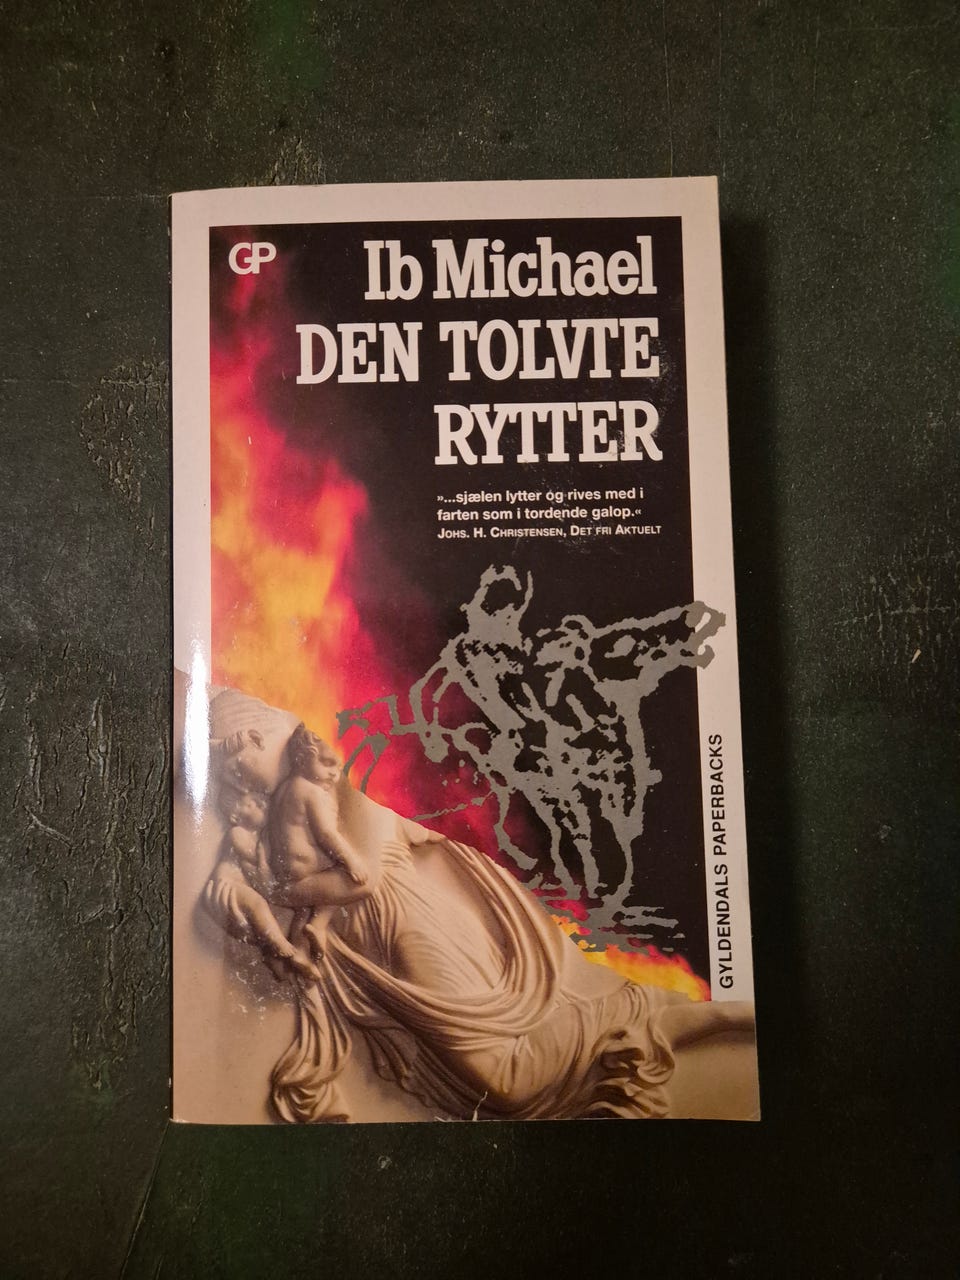 GP
Ib Michael
DEN TOLVTE
RYTTER
»...sjælen lytter og rives med i
farten som i tordende galop.«
JOHS. H. CHRISTENSEN, DET FRI AKTUELT
GYLDENDALS PAPERBACKS